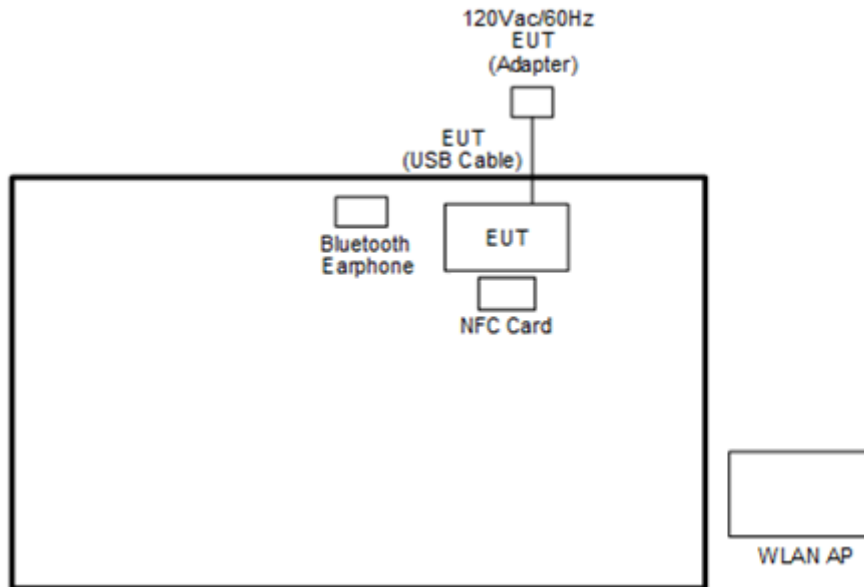 120Vac/60Hz
EUT
(Adapter)
EUT
(USB Cable)
EUT
Bluetooth
Earphone
NFC Card
WLAN AP